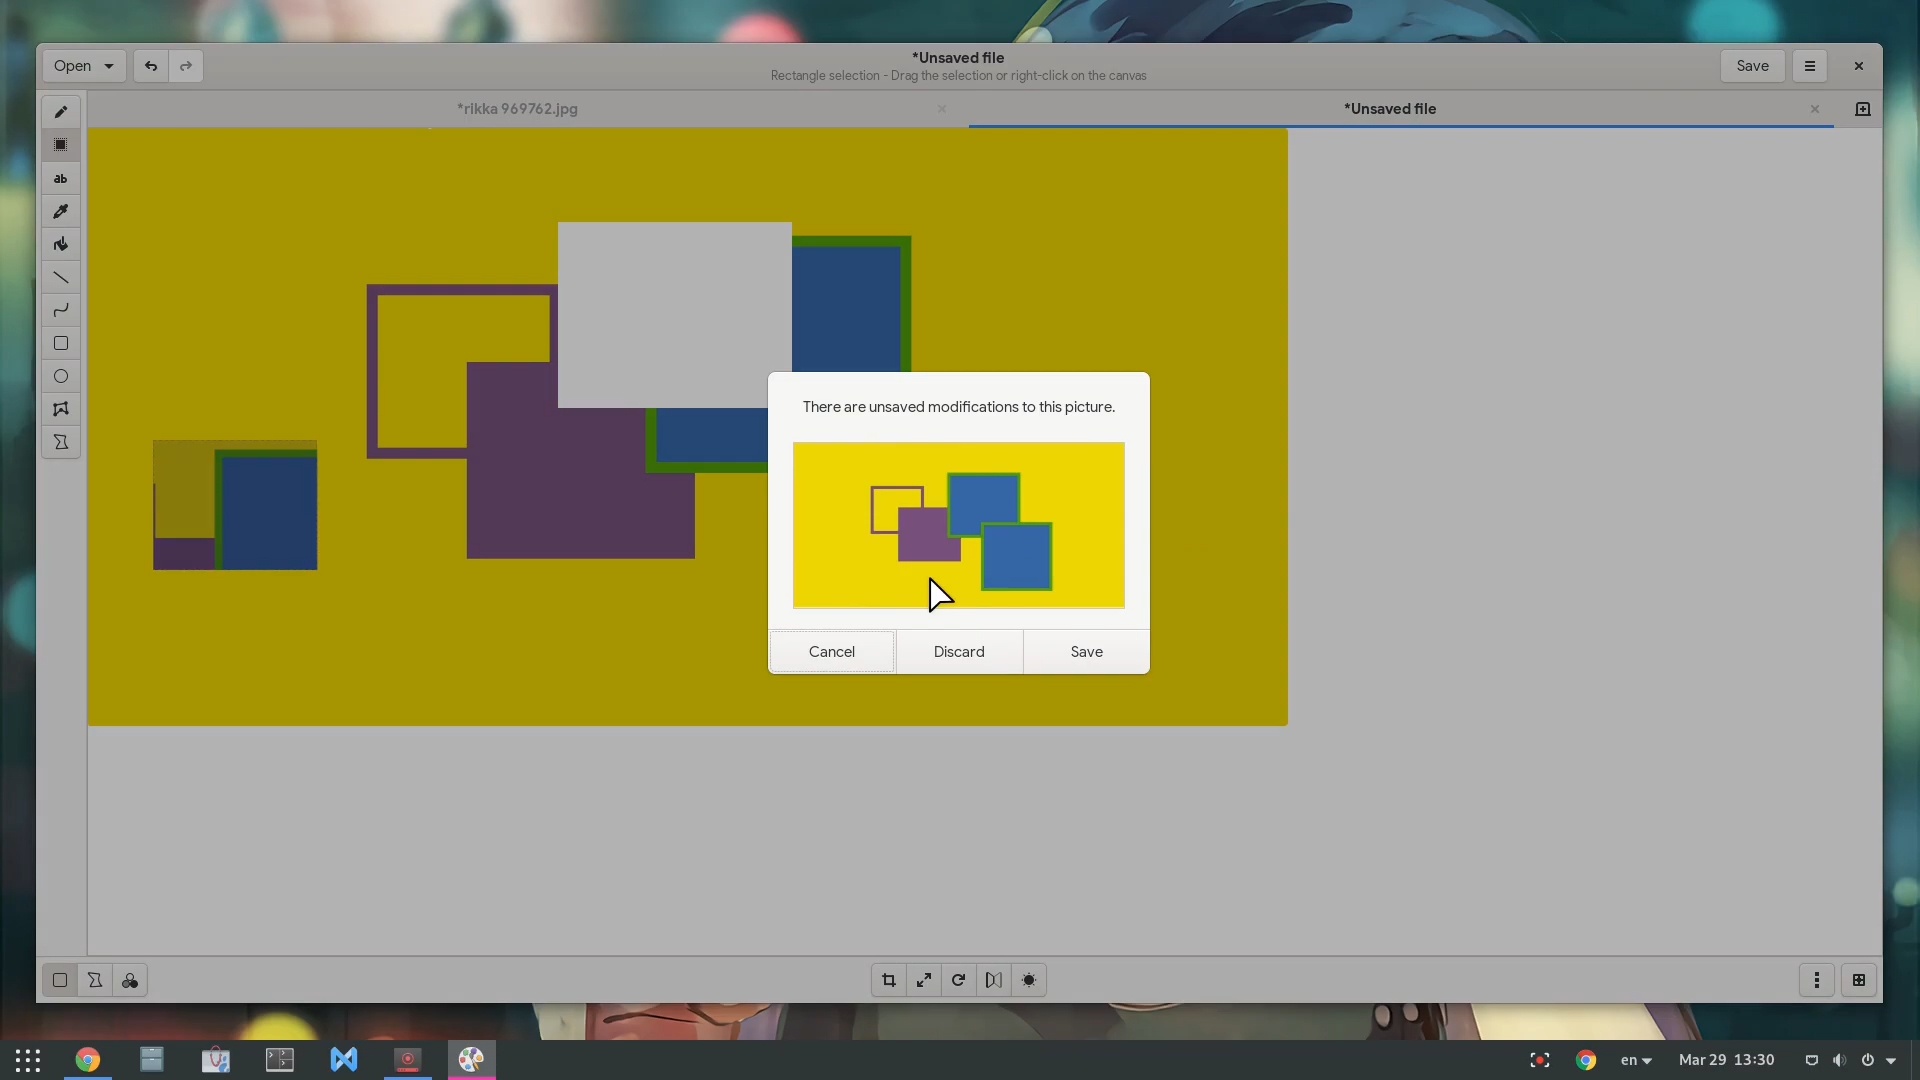 Open
*Unsaved file
Rectangle selection - Drag the selection or right-click on the canvas
Save
*rikka 969762.jpg
*Unsaved file
ab
There are unsaved modifications to this picture.
Cancel
Discard
Save
en
Mar 29 13:30